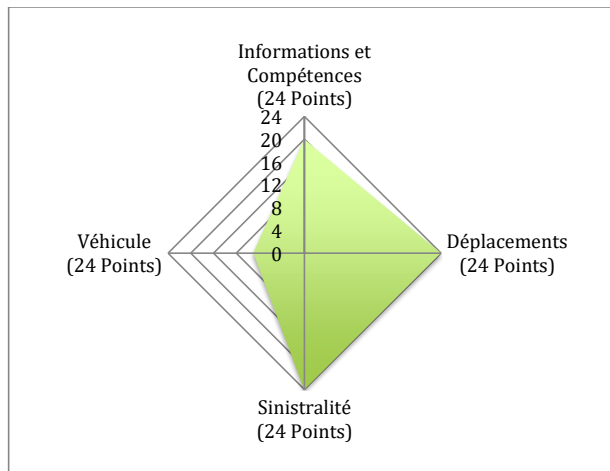 Informations et
Compétences
(24 Points)
24
20
16
12
8
4
0
Véhicule
(24 Points)
Déplacements
(24 Points)
Sinistralité
(24 Points)